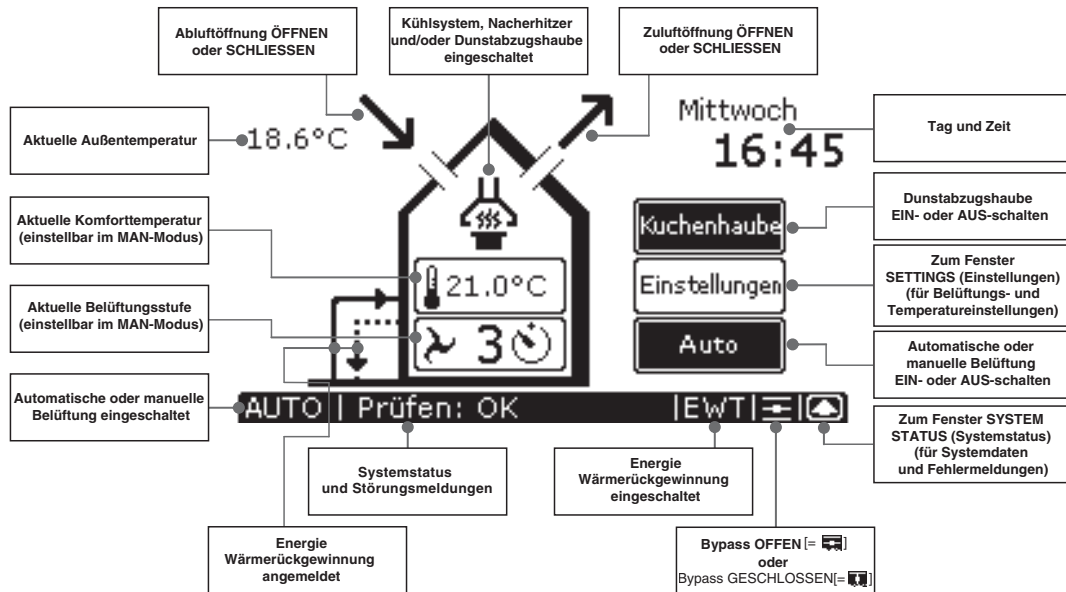 Abluftöffnung ÖFFNEN
oder SCHLIESSEN
Kühlsystem, Nacherhitzer
und/oder Dunstabzugshaube
eingeschaltet
Zuluftöffnung ÖFFNEN
oder SCHLIESSEN
Aktuelle Außentemperatur
18.6°C
Mittwoch
16:45
Tag und Zeit
Aktuelle Komforttemperatur
(einstellbar im MAN-Modus)
21.0°C
Kuchenhaube
Dunstabzugshaube
EIN- oder AUS-schalten
Einstellungen
Zum Fenster
SETTINGS (Einstellungen)
(für Belüftungs- und
Temperatureinstellungen)
Aktuelle Belüftungsstufe
(einstellbar im MAN-Modus)
3
Auto
Automatische oder
manuelle Belüftung
EIN- oder AUS-schalten
Automatische oder manuelle
Belüftung eingeschaltet
AUTO | Prüfen: OK |EWT|
Zum Fenster SYSTEM
STATUS (Systemstatus)
(für Systemdaten
und Fehlermeldungen)
Systemstatus
und Störungsmeldungen
Energie
Wärmerückgewinnung
eingeschaltet
Energie
Wärmerückgewinnung
angemeldet
Bypass OFFEN [= ]
oder
Bypass GESCHLOSSEN[= ]